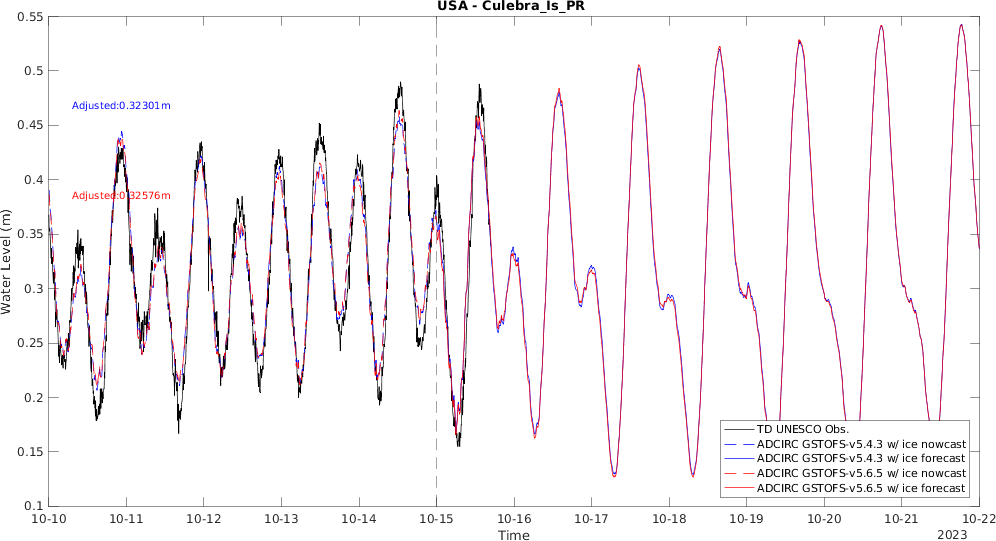 USA - Culebra_Is_PR
0.55
0.5
0.45
0.4
0.35
0.3
0.25
0.2
0.15
0.1
Water Level (m)
Adjusted:0.32301m
Adjusted:0.32576m
TD UNESCO Obs.
ADCIRC GSTOFS-v5.4.3 w/ ice nowcast
ADCIRC GSTOFS-v5.4.3 w/ ice forecast
ADCIRC GSTOFS-v5.6.5 w/ ice nowcast
ADCIRC GSTOFS-v5.6.5 w/ ice forecast
10-10 10-11 10-12 10-13 10-14 10-15 10-16 10-17 10-18 10-19 10-20 10-21 10-22
Time
2023